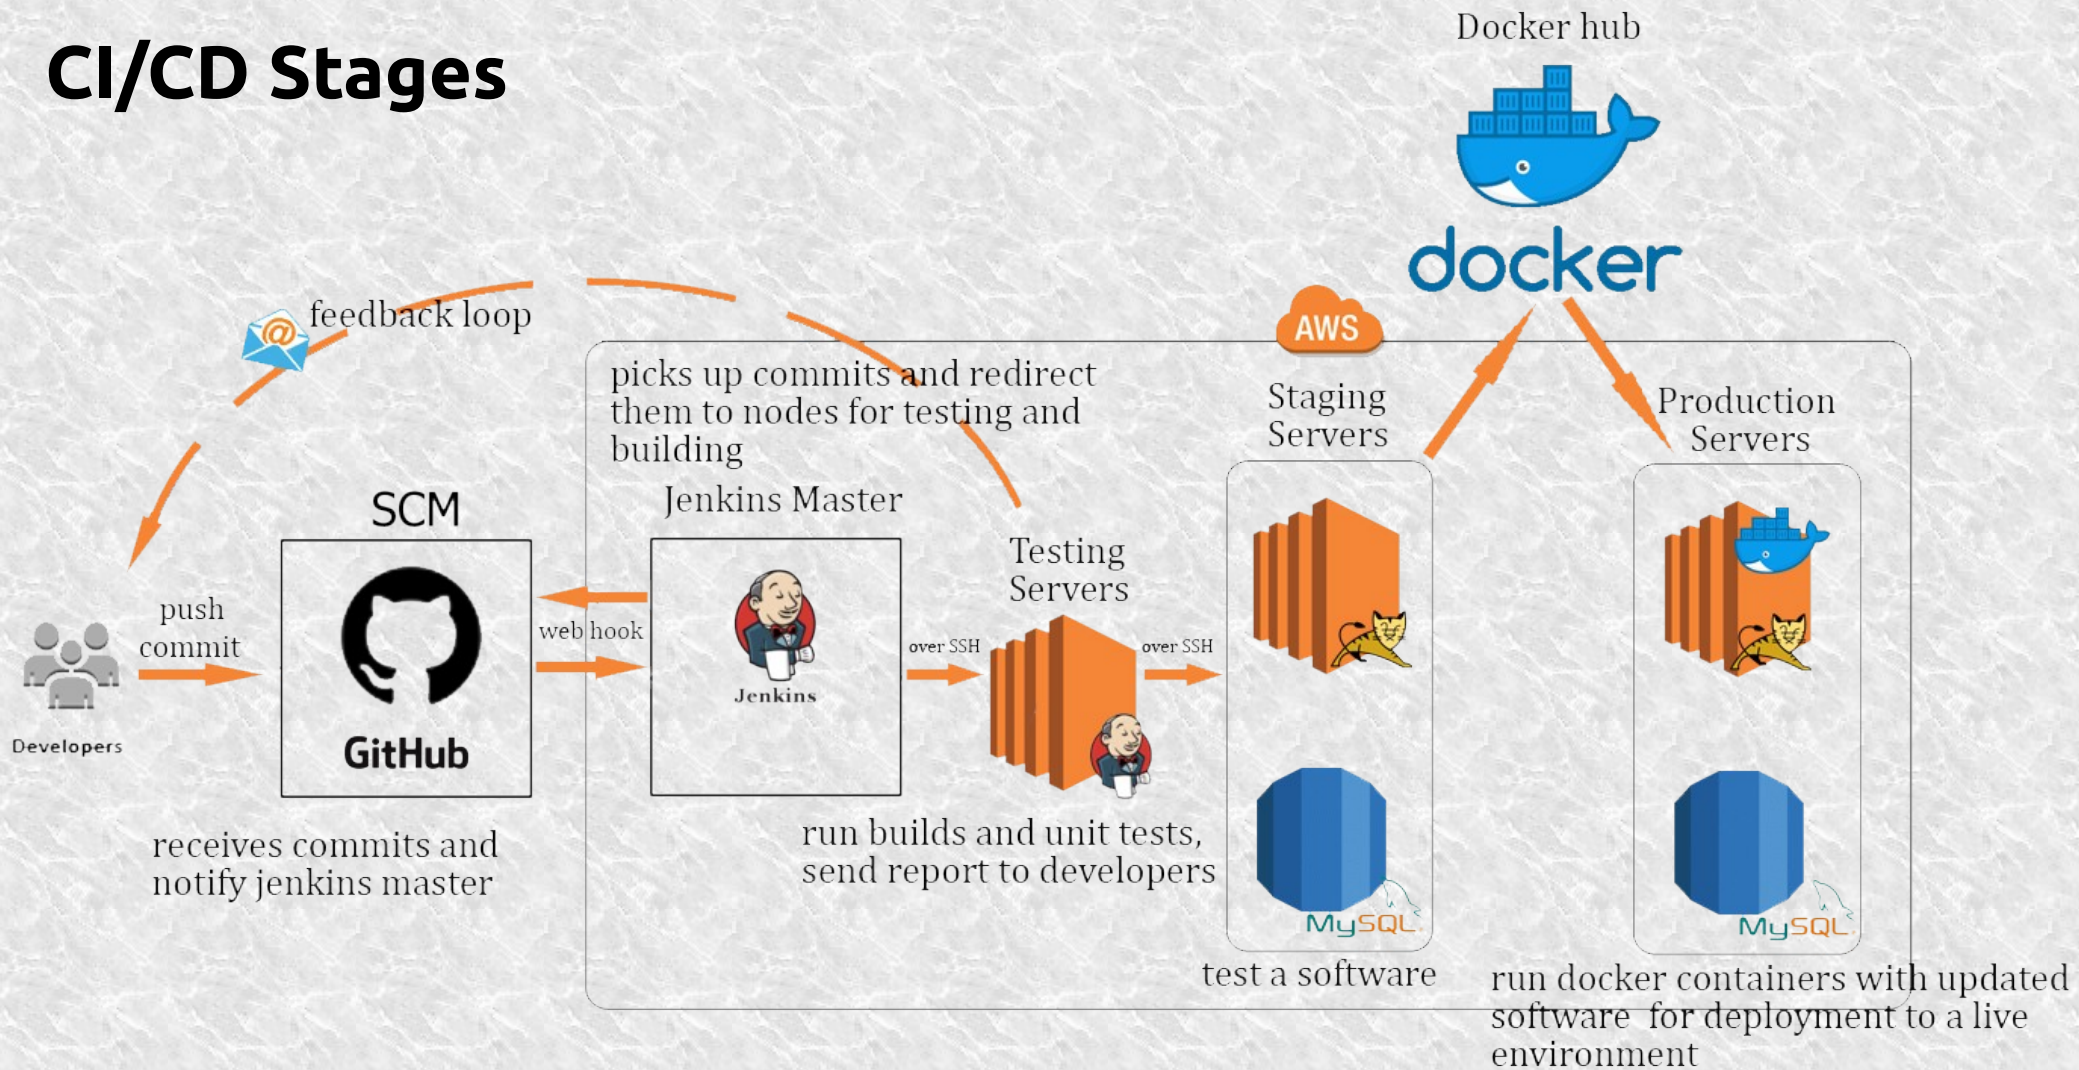 CI/CD Stages
Docker hub
docker
feedback loop
AWS
picks up commits and redirect
them to nodes for testing and
building
Staging
Servers
Production
Servers
SCM
Jenkins Master
Testing
Servers
push
commit
web hook
over SSH
over SSH
Jenkins
Developers
GitHub
receives commits and
notify jenkins master
run builds and unit tests,
send report to developers
MySQL
MySQL
test a software
run docker containers with updated
software for deployment to a live
environment